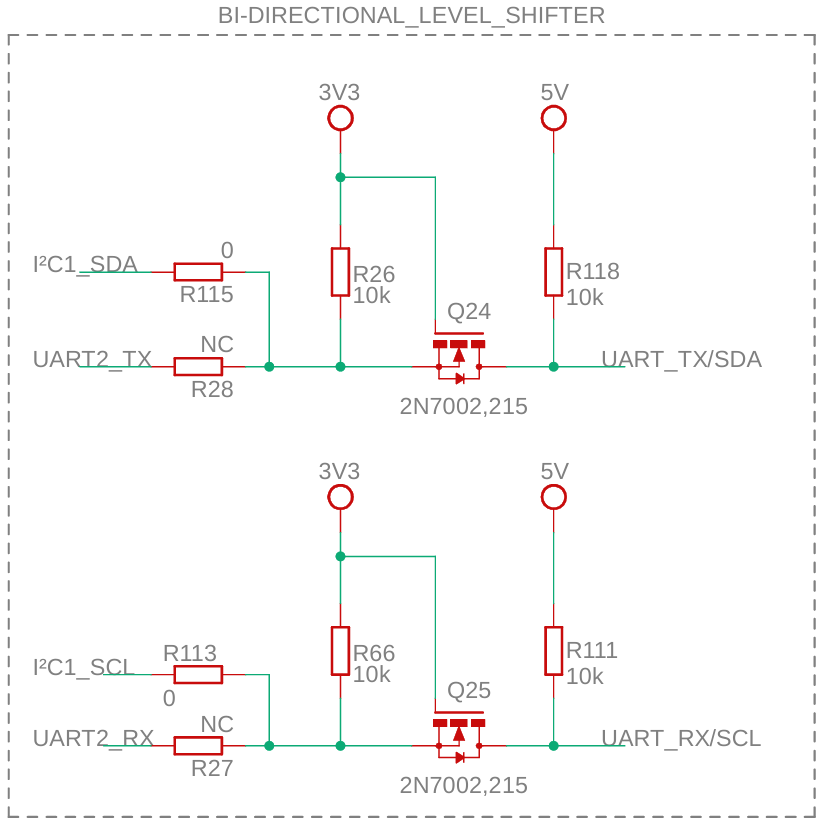 BI-DIRECTIONAL_LEVEL_SHIFTER
3V3
5V
I²C1_SDA
0
R115
R26
10k
R118
10k
Q24
UART2_TX
NC
R28
UART_TX/SDA
2N7002,215
3V3
5V
I²C1_SCL
R113
0
R66
10k
R111
10k
Q25
UART2_RX
NC
R27
UART_RX/SCL
2N7002,215